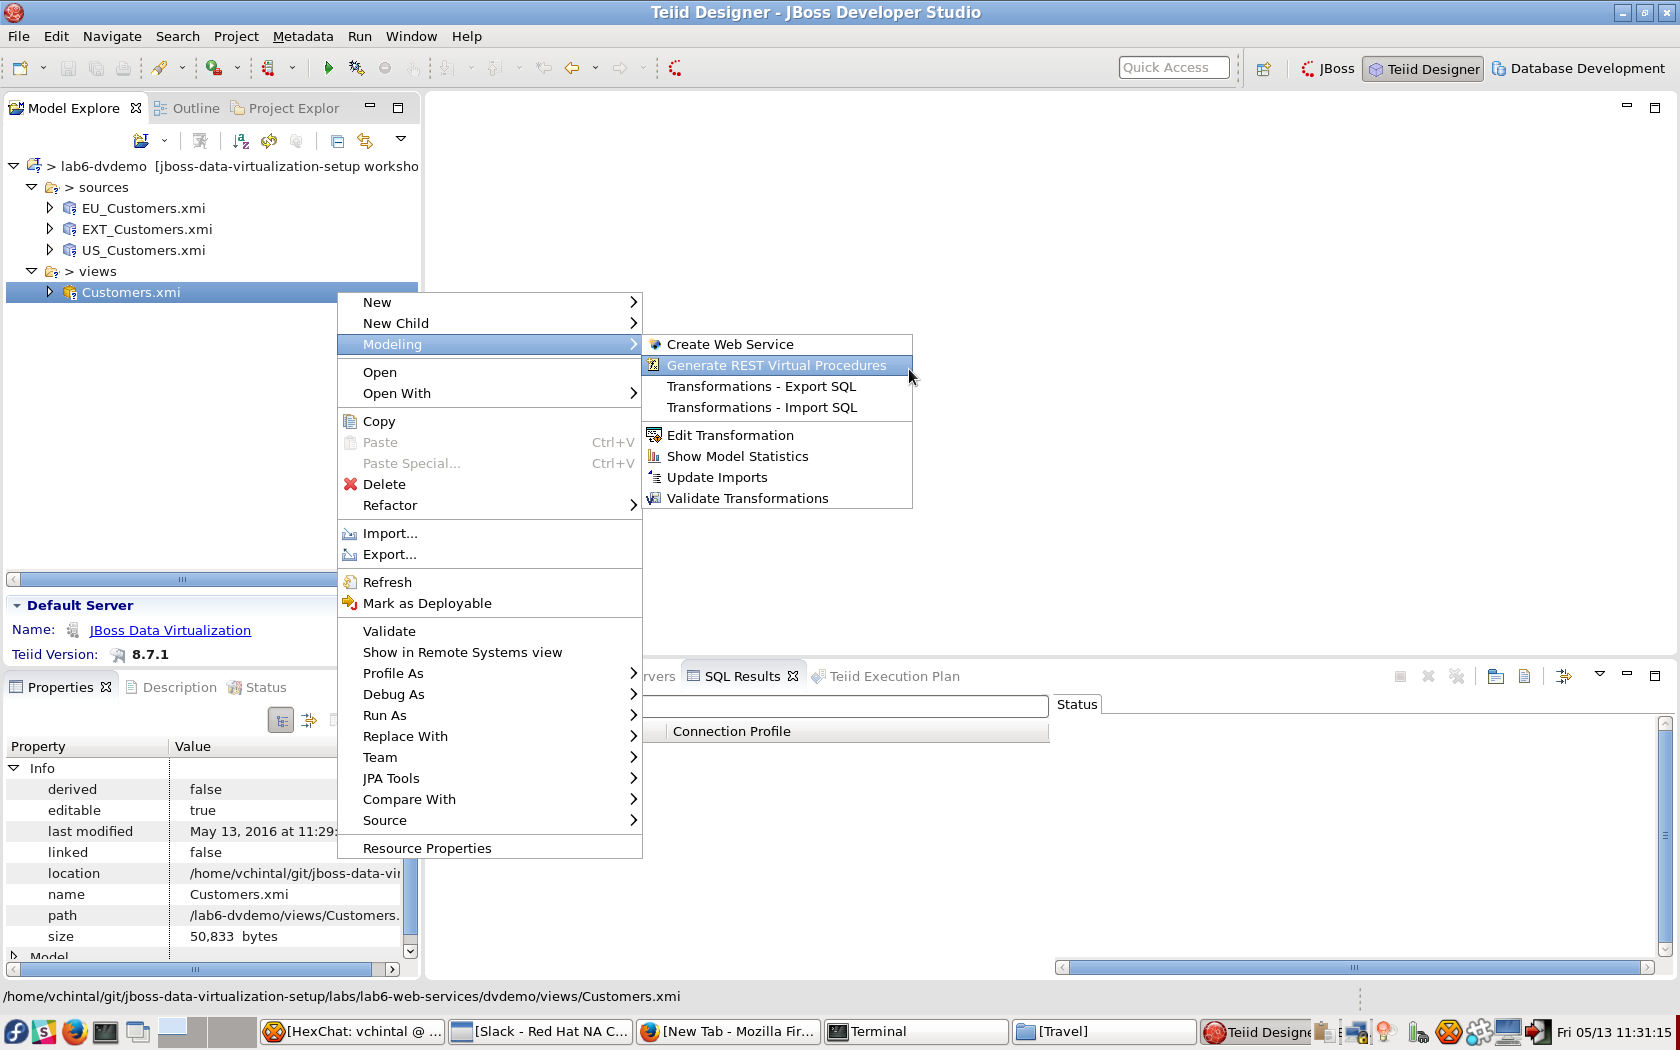 Teiid Designer - JBoss Developer Studio
File Edit Navigate Search Project Metadata Run Window Help
Quick Access
JBoss
Teiid Designer
Database Development
Model Explore
Outline
Project Explor
> lab6-dvdemo [jboss-data-virtualization-setup worksho
> sources
EU_Customers.xmi
EXT_Customers.xmi
US_Customers.xmi
> views
Customers.xmi
New
New Child
Modeling
Open
Open With
Copy
Paste Ctrl+V
Paste Special... Ctrl+V
Delete
Refactor
Import...
Export...
Refresh
Mark as Deployable
Validate
Show in Remote Systems view
Profile As
Debug As
Run As
Replace With
Team
JPA Tools
Compare With
Source
Resource Properties
Create Web Service
Generate REST Virtual Procedures
Transformations - Export SQL
Transformations - Import SQL
Edit Transformation
Show Model Statistics
Update Imports
Validate Transformations
Default Server
Name: JBoss Data Virtualization
Teiid Version: 8.7.1
Properties
Description
Status
Property Value
Info
derived false
editable true
last modified May 13, 2016 at 11:29:
linked false
location /home/vchintal/git/jboss-data-vir
name Customers.xmi
path /lab6-dvdemo/views/Customers.
size 50,833 bytes
Model
rvers
SQL Results
Teiid Execution Plan
Connection Profile
Status
/home/vchintal/git/jboss-data-virtualization-setup/labs/lab6-web-services/dvdemo/views/Customers.xmi
[HexChat: vchintal @ ...
[Slack - Red Hat NA C...
[New Tab - Mozilla Fir...
Terminal
[Travel]
Teiid Designe
Fri 05/13 11:31:15